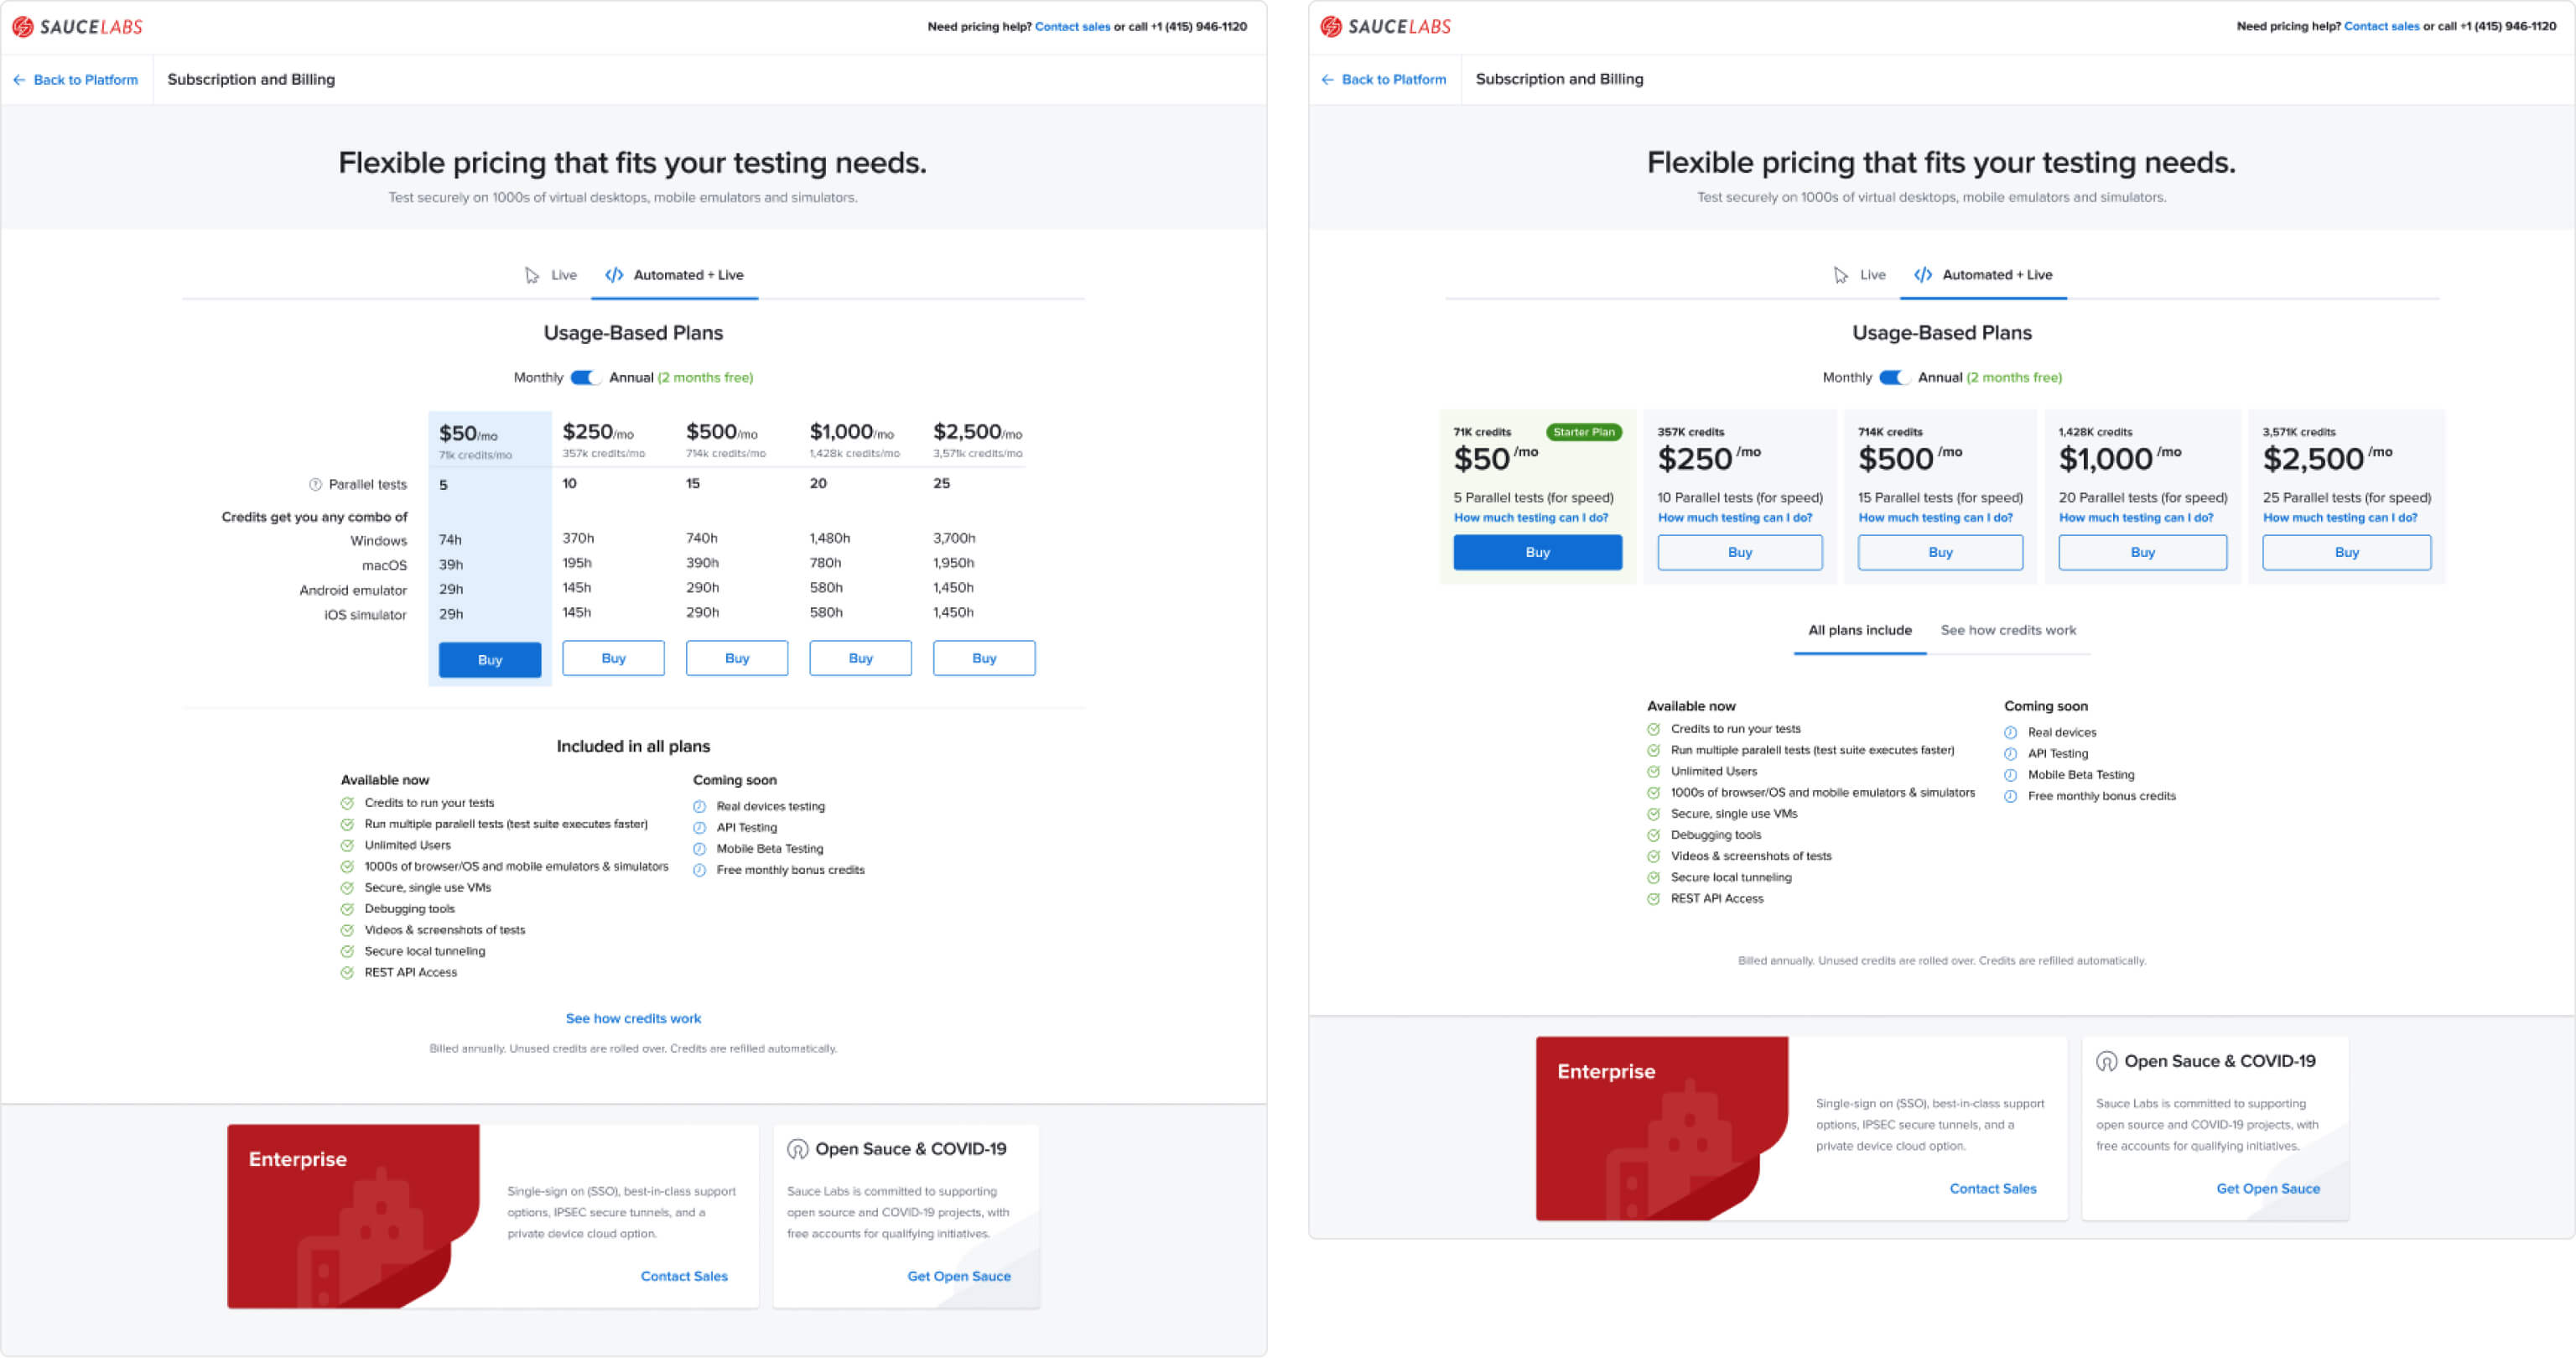 SAUCELABS
Need pricing help? Contact sales or call +1 (415) 946-1120
Back to Platform
Subscription and Billing
Flexible pricing that fits your testing needs.
Test securely on 1000s of virtual desktops, mobile emulators and simulators.
Live
Automated + Live
Usage-Based Plans
Monthly Annual (2 months free)
$50/mo $250/mo $500/mo $1,000/mo $2,500/mo
71k credits/mo 357k credits/mo 714k credits/mo 1,428k credits/mo 3,571k credits/mo
Parallel tests 5 10 15 20 25
Credits get you any combo of
Windows 74h 370h 740h 1,480h 3,700h
macOS 39h 195h 390h 780h 1,950h
Android emulator 29h 145h 290h 580h 1,450h
iOS simulator 29h 145h 290h 580h 1,450h
Buy Buy Buy Buy Buy
Included in all plans
Available now
Credits to run your tests
Run multiple paralell tests (test suite executes faster)
Unlimited Users
1000s of browser/OS and mobile emulators & simulators
Secure, single use VMs
Debugging tools
Videos & screenshots of tests
Secure local tunneling
REST API Access
Coming soon
Real devices testing
API Testing
Mobile Beta Testing
Free monthly bonus credits
See how credits work
Billed annually. Unused credits are rolled over. Credits are refilled automatically.
Enterprise
Single-sign on (SSO), best-in-class support
options, IPSEC secure tunnels, and a
private device cloud option.
Contact Sales
Open Sauce & COVID-19
Sauce Labs is committed to supporting
open source and COVID-19 projects, with
free accounts for qualifying initiatives.
Get Open Sauce
SAUCELABS
Need pricing help? Contact sales or call +1 (415) 946-1120
Back to Platform
Subscription and Billing
Flexible pricing that fits your testing needs.
Test securely on 1000s of virtual desktops, mobile emulators and simulators.
Live
Automated + Live
Usage-Based Plans
Monthly Annual (2 months free)
71K credits
Starter Plan
$50 /mo
5 Parallel tests (for speed)
How much testing can I do?
Buy
357K credits
$250 /mo
10 Parallel tests (for speed)
How much testing can I do?
Buy
714K credits
$500 /mo
15 Parallel tests (for speed)
How much testing can I do?
Buy
1,428K credits
$1,000 /mo
20 Parallel tests (for speed)
How much testing can I do?
Buy
3,571K credits
$2,500 /mo
25 Parallel tests (for speed)
How much testing can I do?
Buy
All plans include
See how credits work
Available now
Credits to run your tests
Run multiple paralell tests (test suite executes faster)
Unlimited Users
1000s of browser/OS and mobile emulators & simulators
Secure, single use VMs
Debugging tools
Videos & screenshots of tests
Secure local tunneling
REST API Access
Coming soon
Real devices
API Testing
Mobile Beta Testing
Free monthly bonus credits
Billed annually. Unused credits are rolled over. Credits are refilled automatically.
Enterprise
Single-sign on (SSO), best-in-class support
options, IPSEC secure tunnels, and a
private device cloud option.
Contact Sales
Open Sauce & COVID-19
Sauce Labs is committed to supporting
open source and COVID-19 projects, with
free accounts for qualifying initiatives.
Get Open Sauce